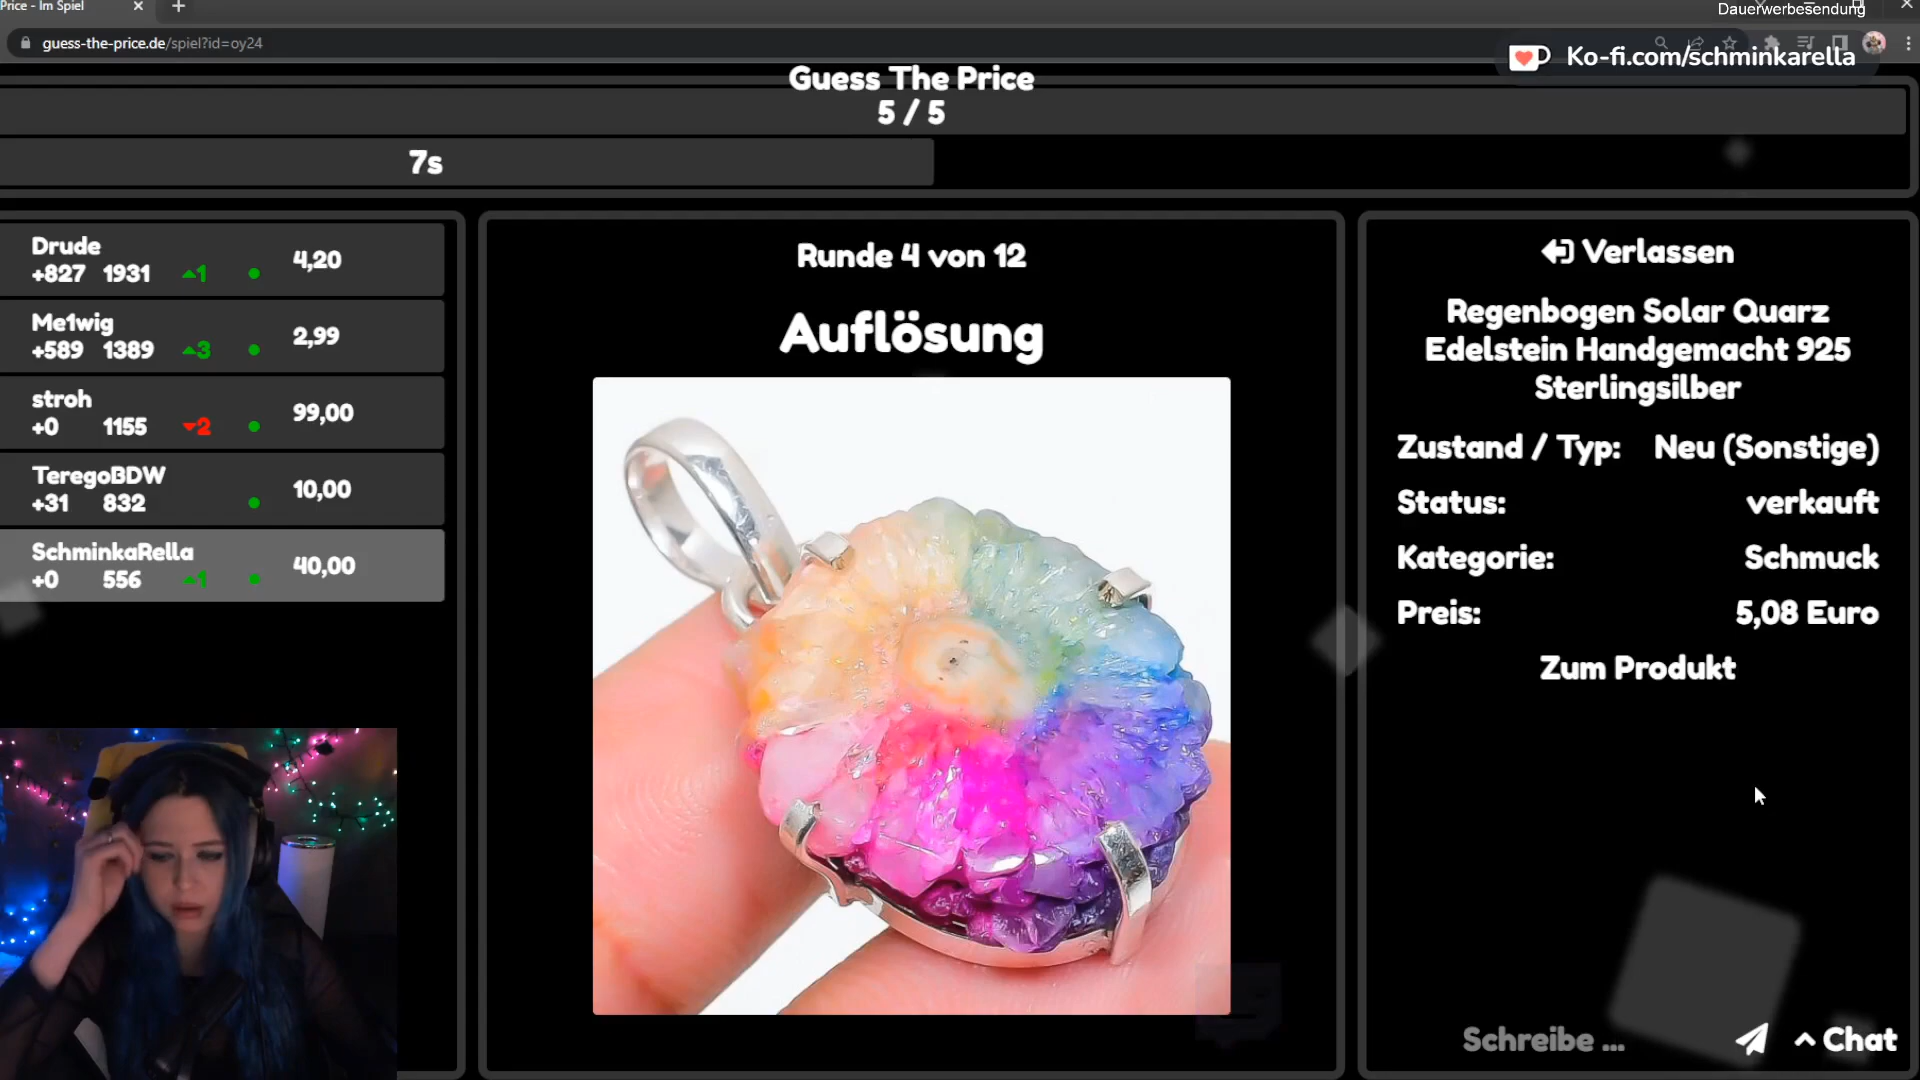 Price - Im Spiel
Dauerwerbesendung
guess-the-price.de/spiel?id=oy24
Ko-fi.com/schminkarella
Guess The Price
5 / 5
7s
Drude
+827 1931 1 4,20
Me1wig
+589 1389 3 2,99
stroh
+0 1155 2 99,00
TeregoBDW
+31 832 10,00
SchminkaRella
+0 556 1 40,00
Runde 4 von 12
Auflösung
Verlassen
Regenbogen Solar Quarz
Edelstein Handgemacht 925
Sterlingsilber
Zustand / Typ: Neu (Sonstige)
Status: verkauft
Kategorie: Schmuck
Preis: 5,08 Euro
Zum Produkt
Schreibe ...
Chat